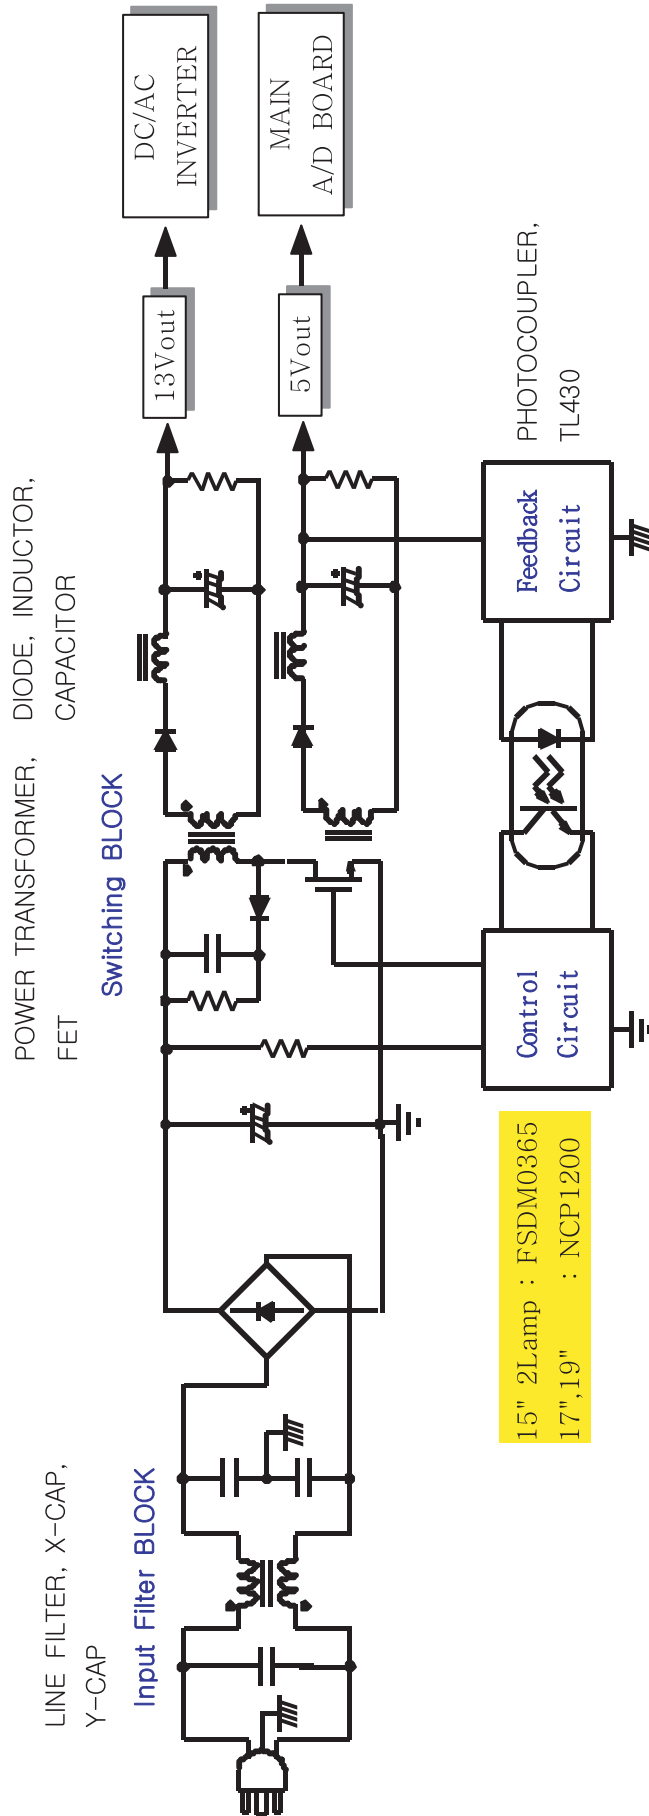 LINE FILTER, X-CAP,
Y-CAP
Input Filter BLOCK
POWER TRANSFORMER,
FET
Switching BLOCK
DIODE, INDUCTOR,
CAPACITOR
13Vout
DC/AC
INVERTER
5Vout
MAIN
A/D BOARD
15" 2Lamp : FSDM0365
17",19" : NCP1200
Control
Circuit
Feedback
Circuit
PHOTOCOUPLER,
TL430